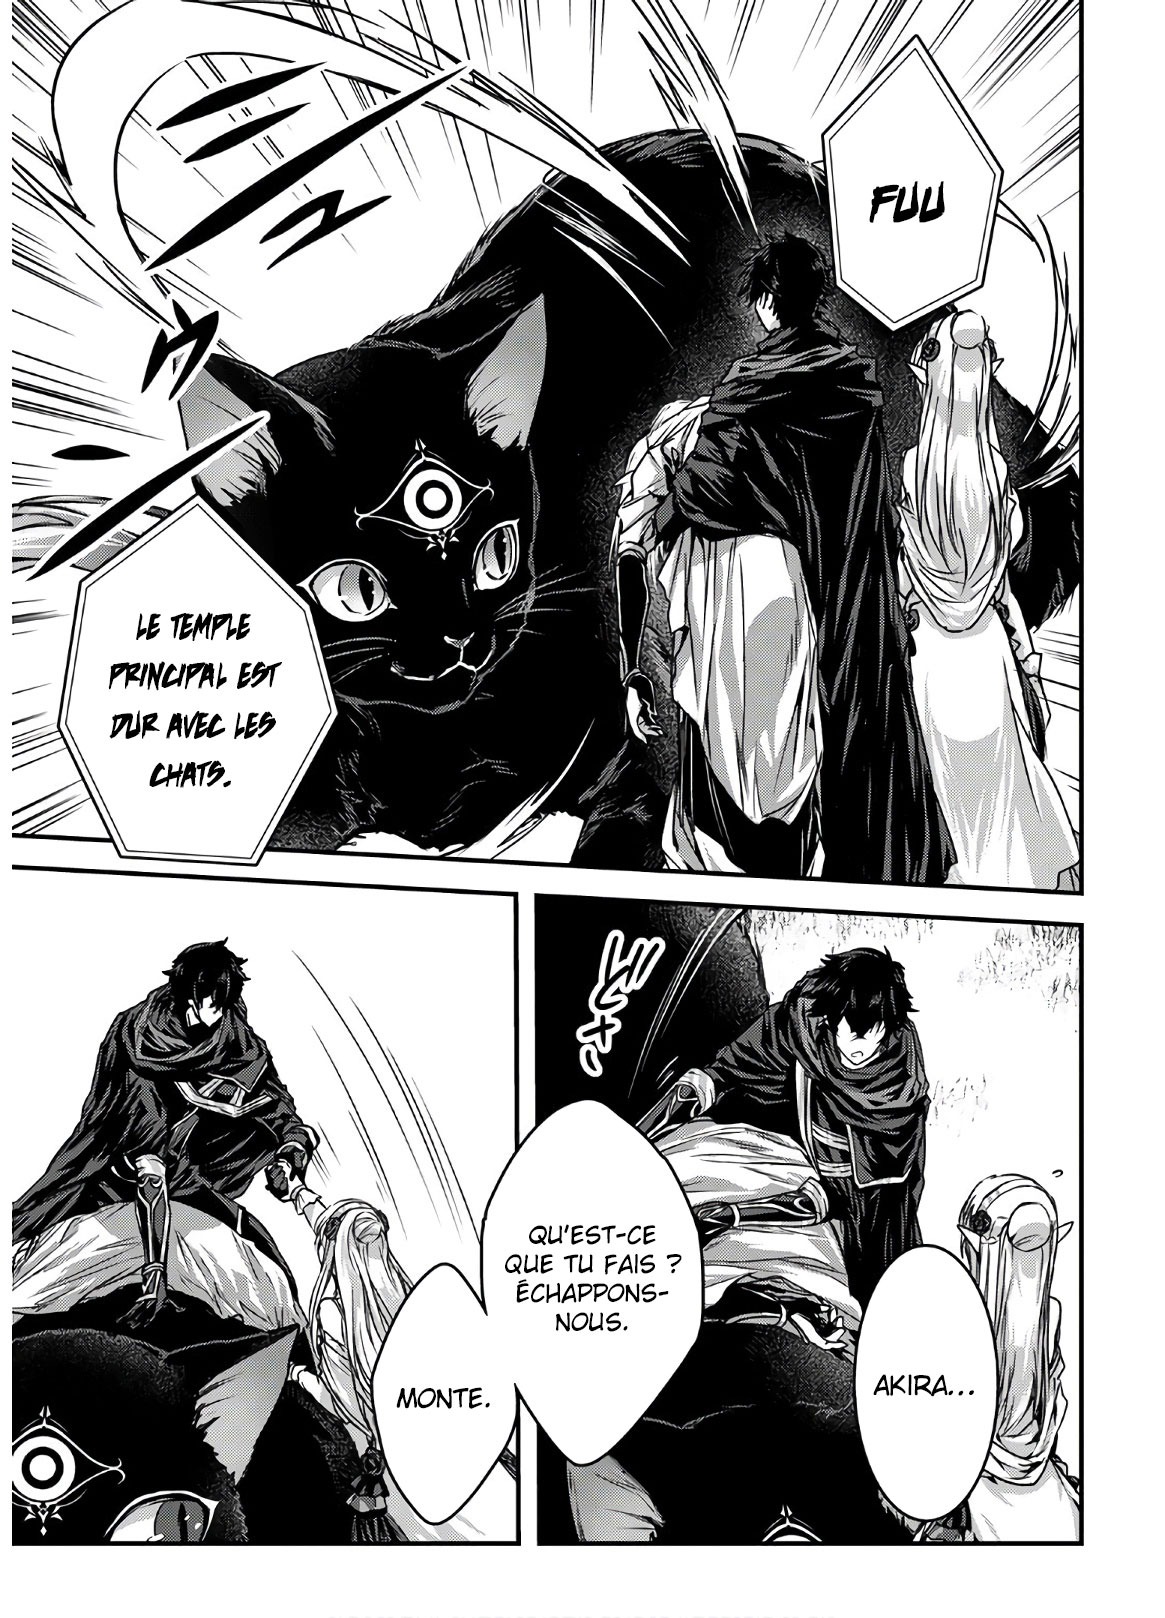 FUU
LE TEMPLE
PRINCIPAL EST
DUR AVEC LES
CHATS.
AKIRA...
QU'EST-CE
QUE TU FAIS ?
ÉCHAPPONS-
NOUS.
MONTE.